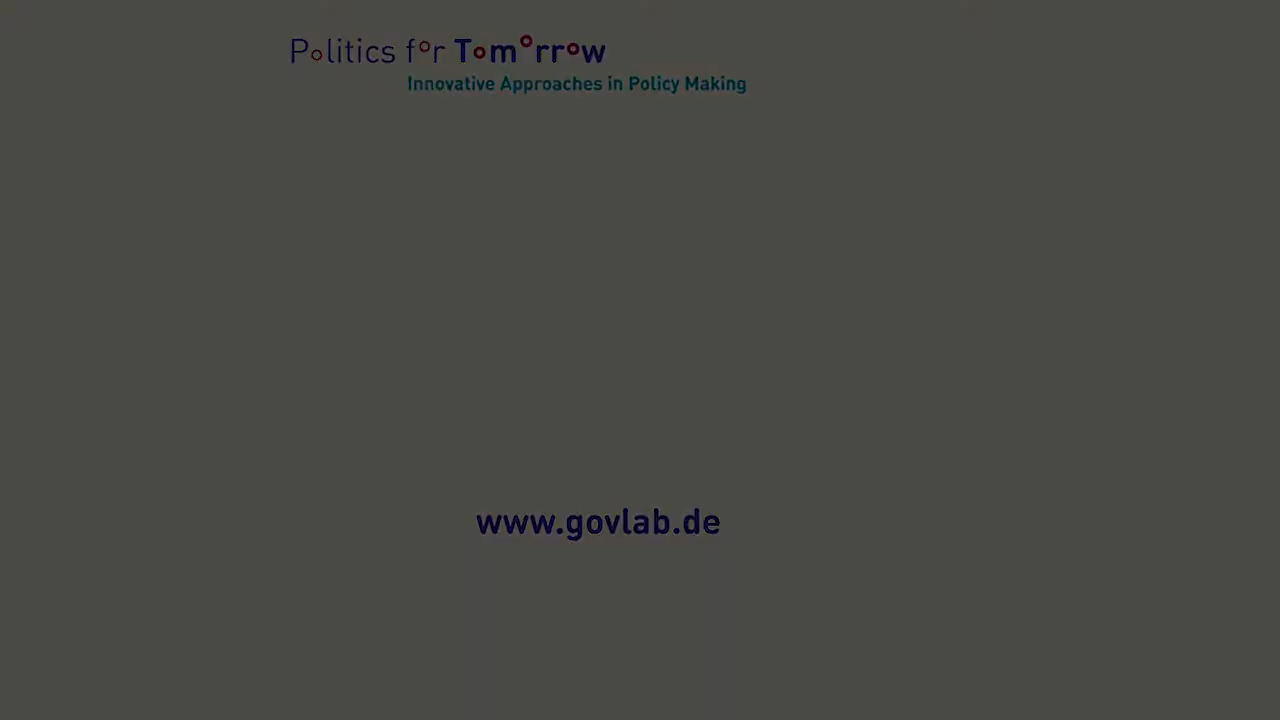 Politics for Tomorrow
Innovative Approaches in Policy Making
www.govlab.de